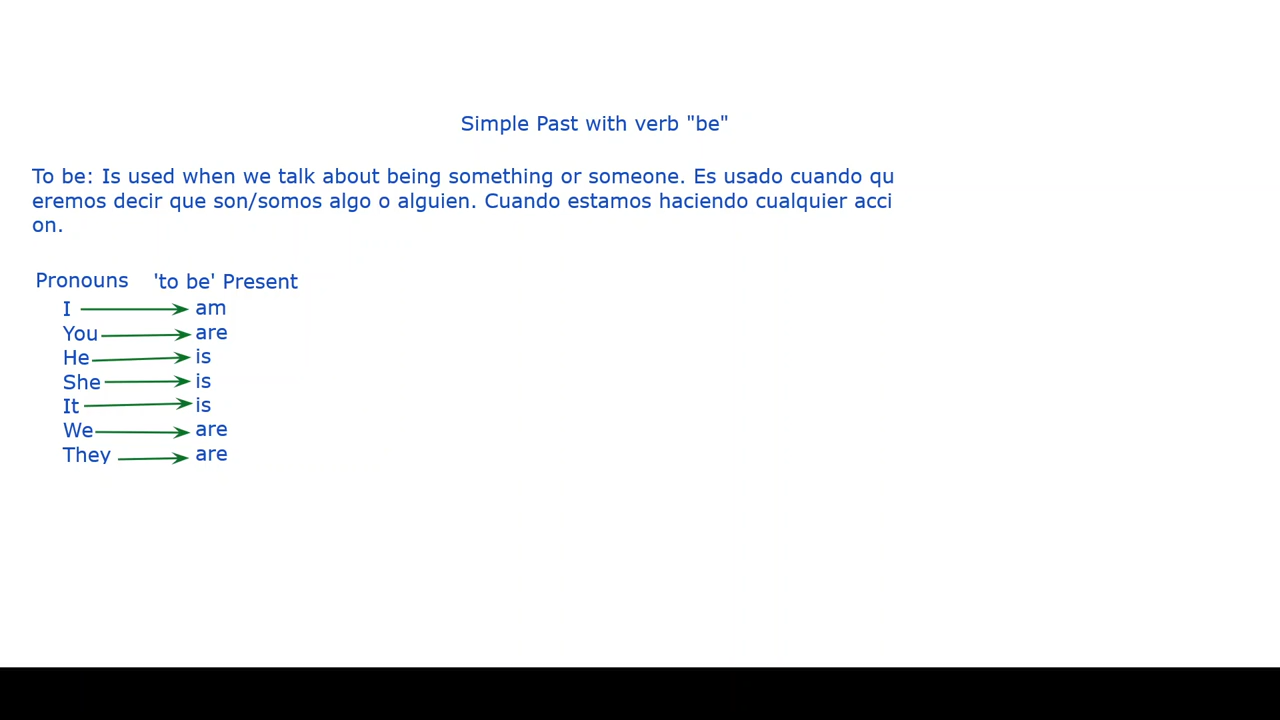 Simple Past with verb "be"
To be: Is used when we talk about being something or someone. Es usado cuando qu
eremos decir que son/somos algo o alguien. Cuando estamos haciendo cualquier acci
on.
Pronouns 'to be' Present
I am
You are
He is
She is
It is
We are
They are